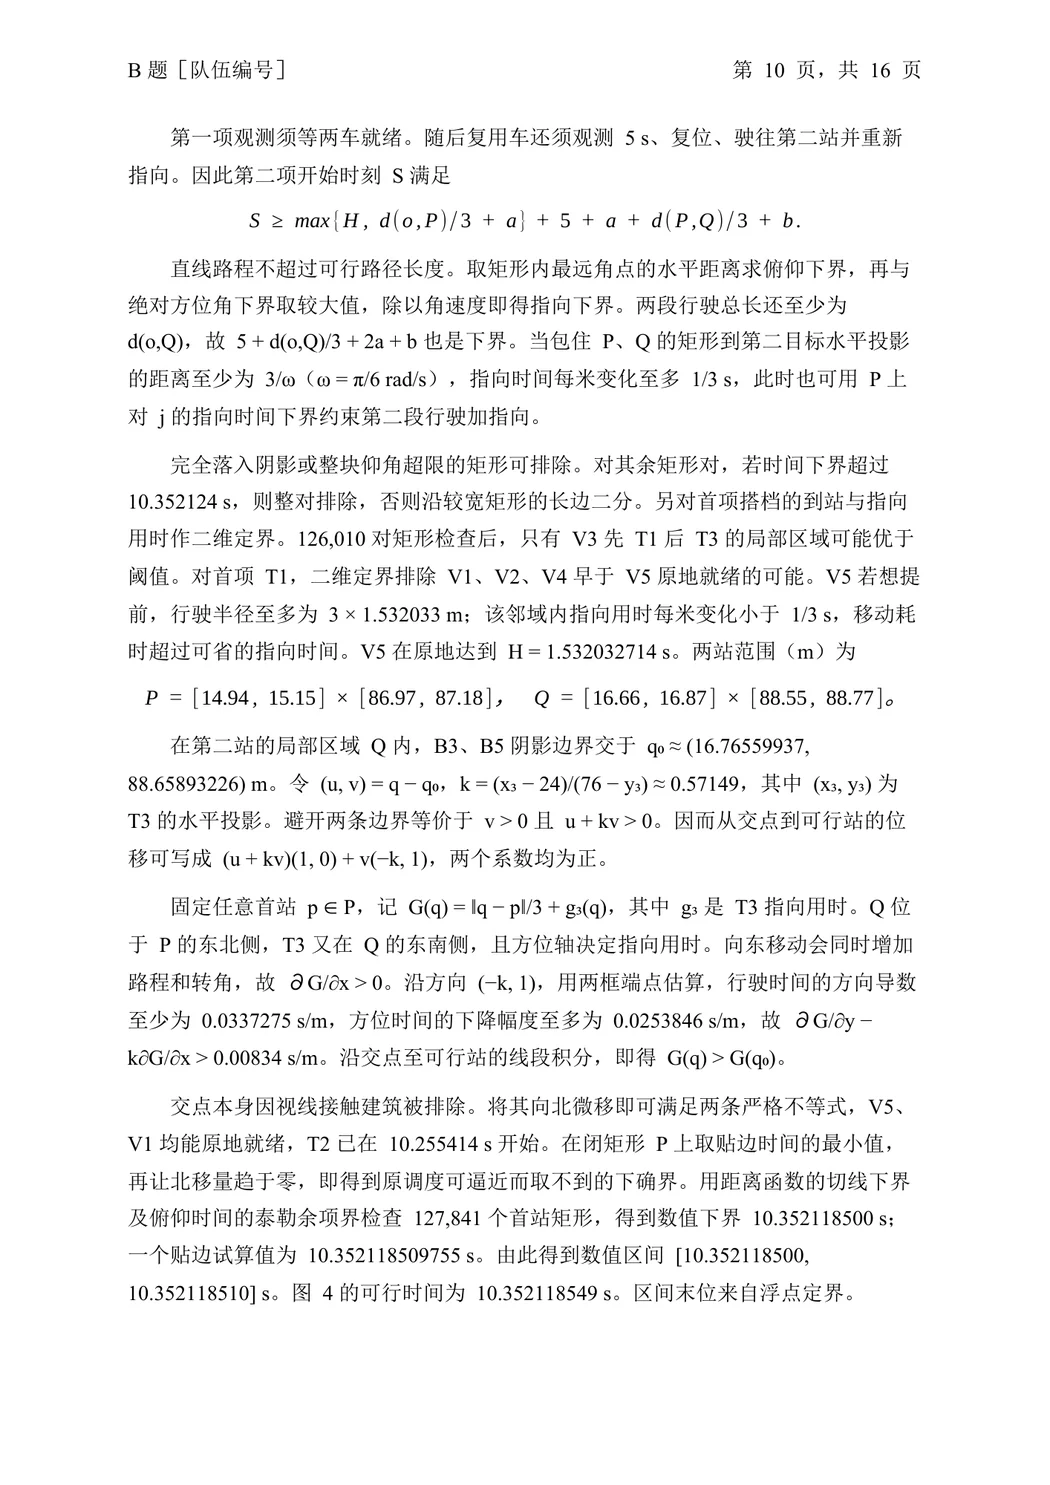 B 题［队伍编号］ 第 10 页，共 16 页
第一项观测须等两车就绪。随后复用车还须观测 5 s、复位、驶往第二站并重新
指向。因此第二项开始时刻 S 满足
S ≥ max{H , d(o,P)/3 + a} + 5 + a + d(P,Q)/3 + b.
直线路程不超过可行路径长度。取矩形内最远角点的水平距离求俯仰下界，再与
绝对方位角下界取较大值，除以角速度即得指向下界。两段行驶总长还至少为
d(o,Q)，故 5 + d(o,Q)/3 + 2a + b 也是下界。当包住 P、Q 的矩形到第二目标水平投影
的距离至少为 3/ω（ω = π/6 rad/s），指向时间每米变化至多 1/3 s，此时也可用 P 上
对 j 的指向时间下界约束第二段行驶加指向。
完全落入阴影或整块仰角超限的矩形可排除。对其余矩形对，若时间下界超过
10.352124 s，则整对排除，否则沿较宽矩形的长边二分。另对首项搭档的到站与指向
用时作二维定界。126,010 对矩形检查后，只有 V3 先 T1 后 T3 的局部区域可能优于
阈值。对首项 T1，二维定界排除 V1、V2、V4 早于 V5 原地就绪的可能。V5 若想提
前，行驶半径至多为 3 × 1.532033 m；该邻域内指向用时每米变化小于 1/3 s，移动耗
时超过可省的指向时间。V5 在原地达到 H = 1.532032714 s。两站范围（m）为
P = [14.94, 15.15] × [86.97, 87.18]， Q = [16.66, 16.87] × [88.55, 88.77]。
在第二站的局部区域 Q 内，B3、B5 阴影边界交于 q₀ ≈ (16.76559937,
88.65893226) m。令 (u, v) = q − q₀，k = (x₃ − 24)/(76 − y₃) ≈ 0.57149，其中 (x₃, y₃) 为
T3 的水平投影。避开两条边界等价于 v > 0 且 u + kv > 0。因而从交点到可行站的位
移可写成 (u + kv)(1, 0) + v(−k, 1)，两个系数均为正。
固定任意首站 p ∈ P，记 G(q) = ‖q − p‖/3 + g₃(q)，其中 g₃ 是 T3 指向用时。Q 位
于 P 的东北侧，T3 又在 Q 的东南侧，且方位轴决定指向用时。向东移动会同时增加
路程和转角，故 ∂G/∂x > 0。沿方向 (−k, 1)，用两框端点估算，行驶时间的方向导数
至少为 0.0337275 s/m，方位时间的下降幅度至多为 0.0253846 s/m，故 ∂G/∂y −
k∂G/∂x > 0.00834 s/m。沿交点至可行站的线段积分，即得 G(q) > G(q₀)。
交点本身因视线接触建筑被排除。将其向北微移即可满足两条严格不等式，V5、
V1 均能原地就绪，T2 已在 10.255414 s 开始。在闭矩形 P 上取贴边时间的最小值，
再让北移量趋于零，即得到原调度可逼近而取不到的下确界。用距离函数的切线下界
及俯仰时间的泰勒余项界检查 127,841 个首站矩形，得到数值下界 10.352118500 s；
一个贴边试算值为 10.352118509755 s。由此得到数值区间 [10.352118500,
10.352118510] s。图 4 的可行时间为 10.352118549 s。区间末位来自浮点定界。